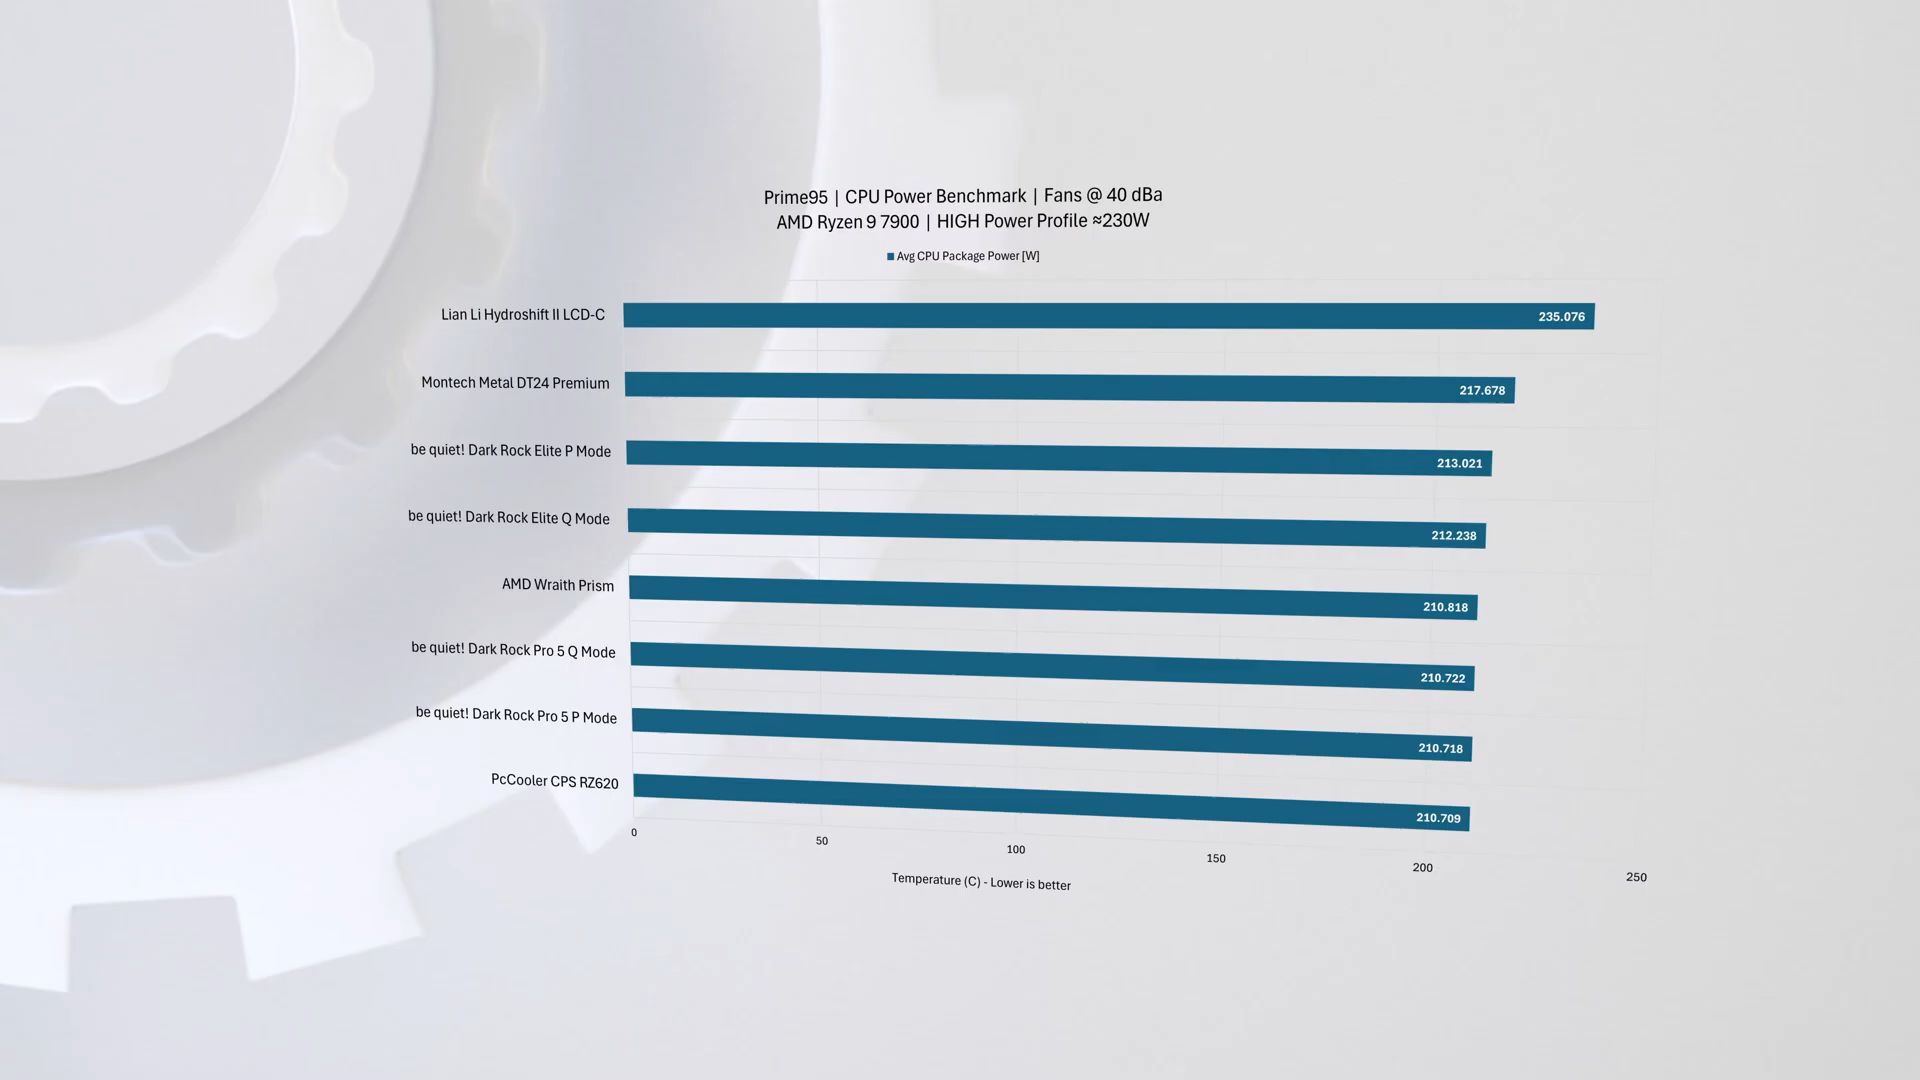 Prime95 | CPU Power Benchmark | Fans @ 40 dBa
AMD Ryzen 9 7900 | HIGH Power Profile ≈230W
Avg CPU Package Power [W]
Lian Li Hydroshift II LCD-C 235.076
Montech Metal DT24 Premium 217.678
be quiet! Dark Rock Elite P Mode 213.021
be quiet! Dark Rock Elite Q Mode 212.238
AMD Wraith Prism 210.818
be quiet! Dark Rock Pro 5 Q Mode 210.722
be quiet! Dark Rock Pro 5 P Mode 210.718
PcCooler CPS RZ620 210.709
0 50 100 150 200 250
Temperature (C) - Lower is better